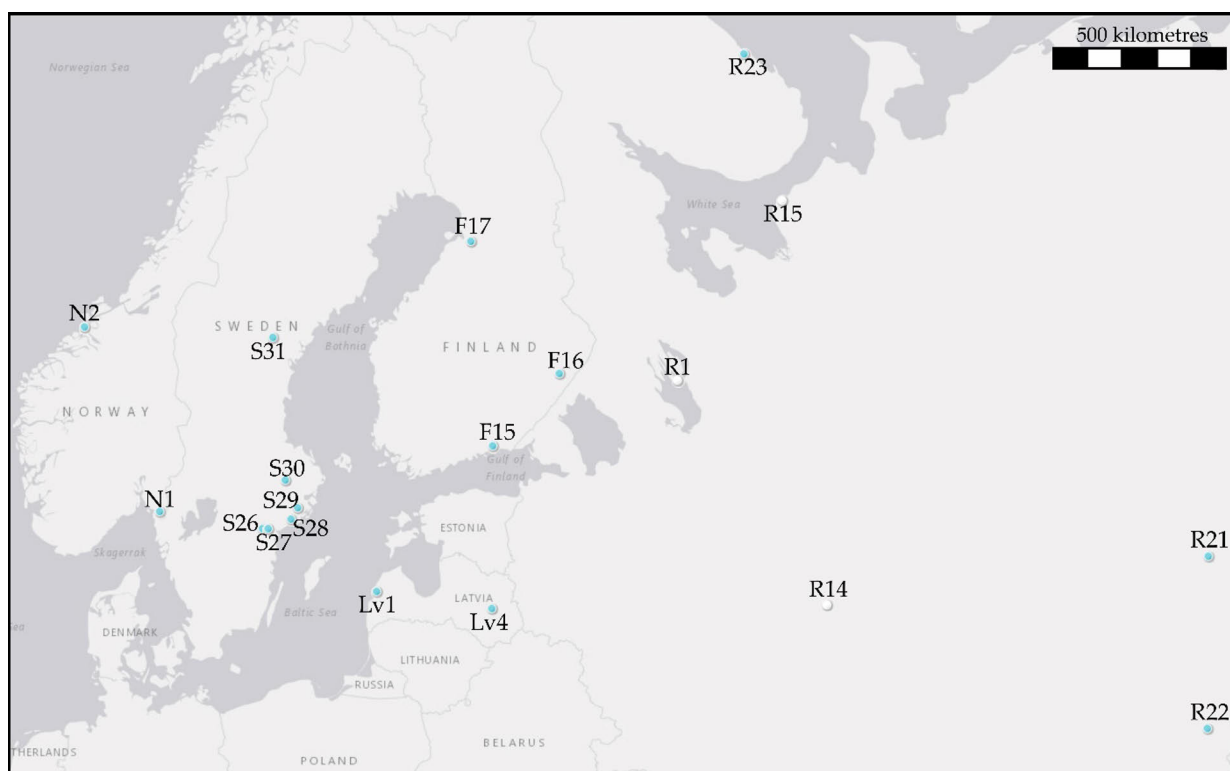 500 kilometres
Norwegian Sea
R23
White Sea
R15
F17
N2
SWEDEN
Gulf of
Bothnia
S31
FINLAND
F16
R1
NORWAY
F15
Gulf of
Finland
S30
S29
N1
S26
S28
S27
ESTONIA
Skagerrak
R21
R14
Lv1
LATVIA
Baltic Sea
Lv4
Sea
DENMARK
LITHUANIA
RUSSIA
R22
BELARUS
THERLANDS
POLAND